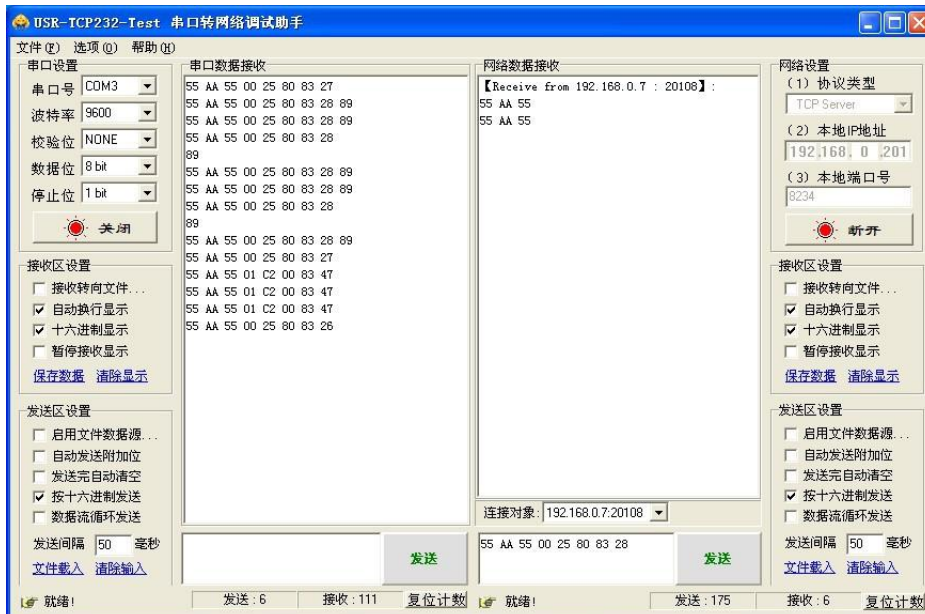 USR-TCP232-Test 串口转网络调试助手
文件(F) 选项(O) 帮助(H)
串口设置
串口号 COM3
波特率 9600
校验位 NONE
数据位 8 bit
停止位 1 bit
关闭
接收区设置
接收转向文件...
自动换行显示
十六进制显示
暂停接收显示
保存数据 清除显示
发送区设置
启用文件数据源...
自动发送附加位
发送完自动清空
按十六进制发送
数据流循环发送
发送间隔 50 毫秒
文件载入 清除输入
串口数据接收
55 AA 55 00 25 80 83 27
55 AA 55 00 25 80 83 28 89
55 AA 55 00 25 80 83 28 89
55 AA 55 00 25 80 83 28
89
55 AA 55 00 25 80 83 28 89
55 AA 55 00 25 80 83 28 89
55 AA 55 00 25 80 83 28
89
55 AA 55 00 25 80 83 28 89
55 AA 55 00 25 80 83 27
55 AA 55 01 C2 00 83 47
55 AA 55 01 C2 00 83 47
55 AA 55 01 C2 00 83 47
55 AA 55 00 25 80 83 26
发送
网络数据接收
【Receive from 192.168.0.7 : 20108】:
55 AA 55
55 AA 55
连接对象: 192.168.0.7:20108
55 AA 55 00 25 80 83 28
发送
网络设置
(1) 协议类型
TCP Server
(2) 本地IP地址
192.168. 0 .201
(3) 本地端口号
8234
断开
接收区设置
接收转向文件...
自动换行显示
十六进制显示
暂停接收显示
保存数据 清除显示
发送区设置
启用文件数据源...
自动发送附加位
发送完自动清空
按十六进制发送
数据流循环发送
发送间隔 50 毫秒
文件载入 清除输入
就绪! 发送:6 接收:111 复位计数
就绪! 发送:175 接收:6 复位计数